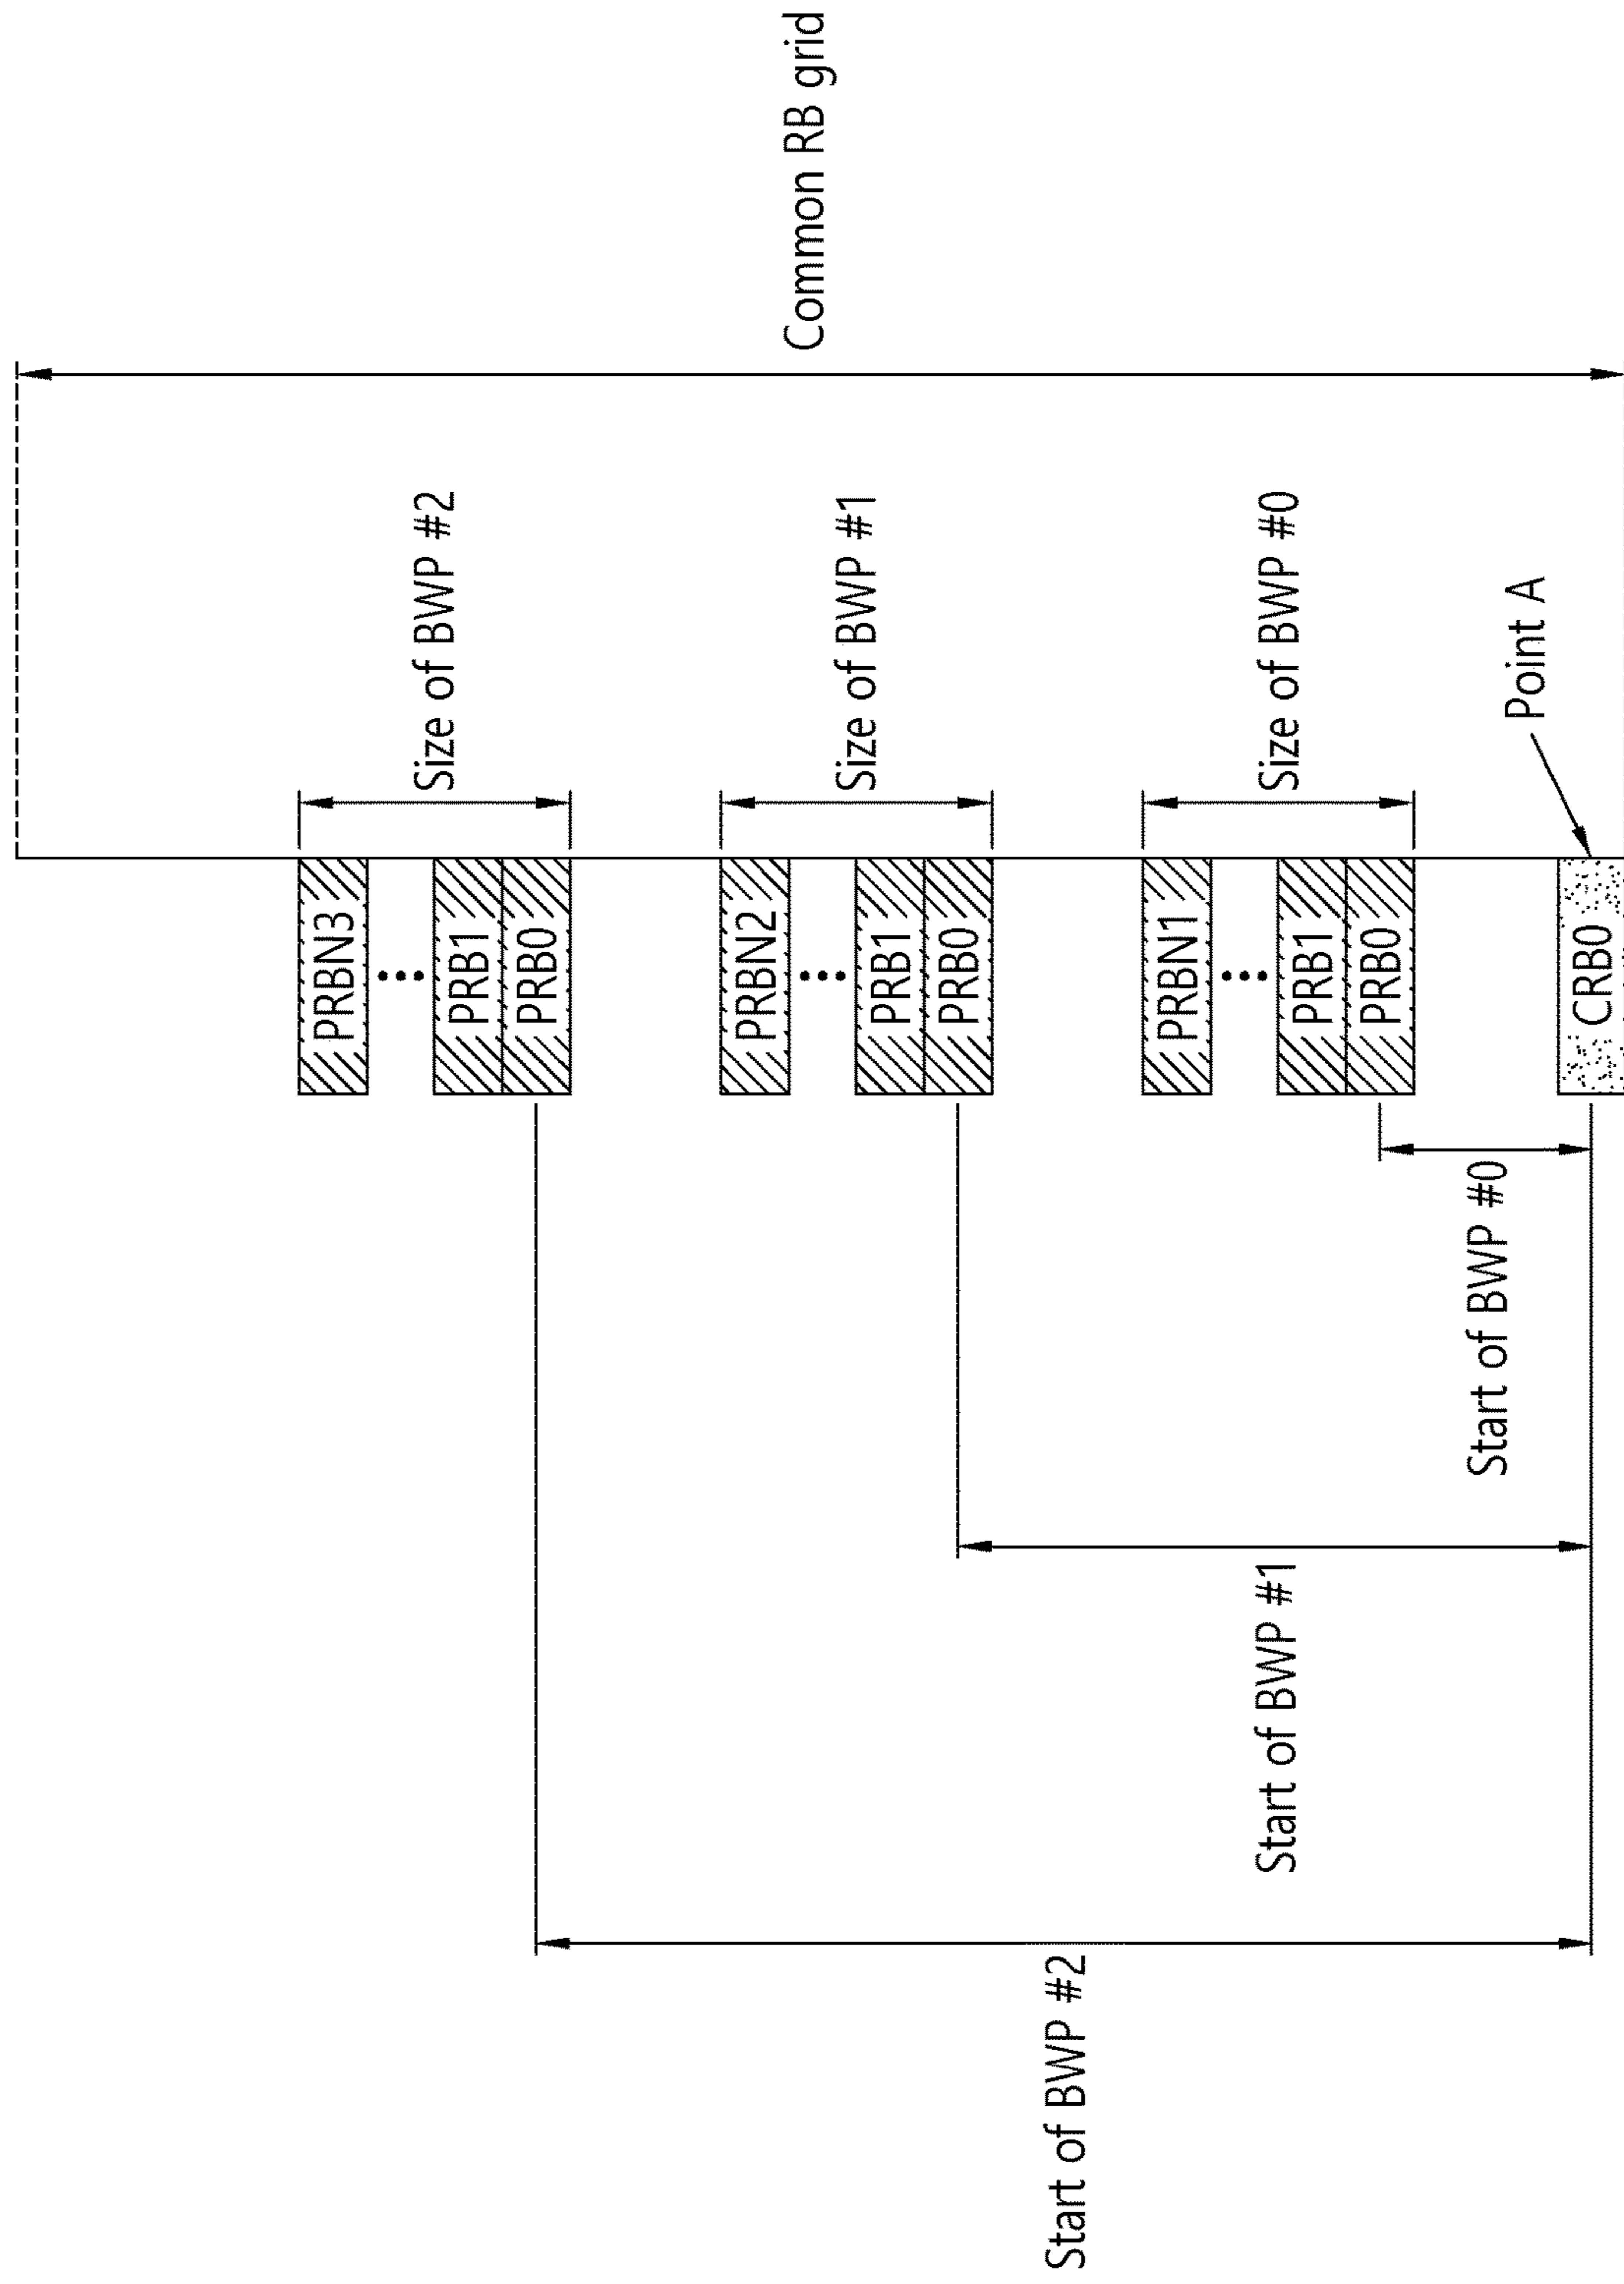 Common RB grid
Size of BWP #2
Size of BWP #1
Size of BWP #0
Point A
PRBN3
PRB1
PRB0
PRBN2
PRB1
PRB0
PRBN1
PRB1
PRB0
CRB0
Start of BWP #0
Start of BWP #1
Start of BWP #2